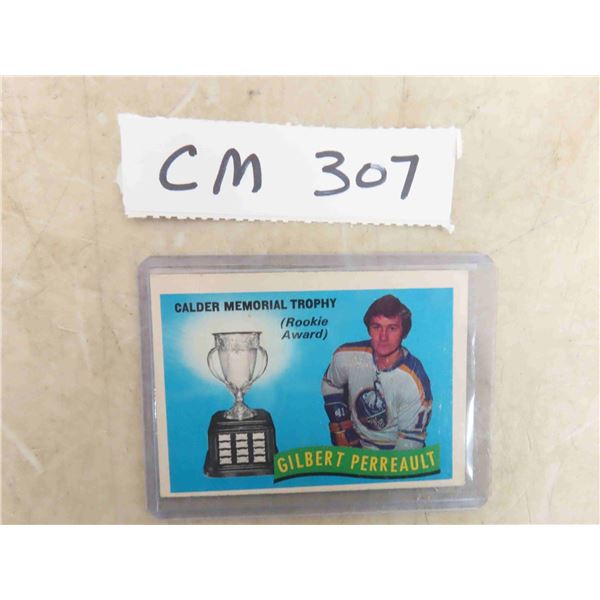 CM 307
CALDER MEMORIAL TROPHY
(Rookie
Award)
GILBERT PERREAULT